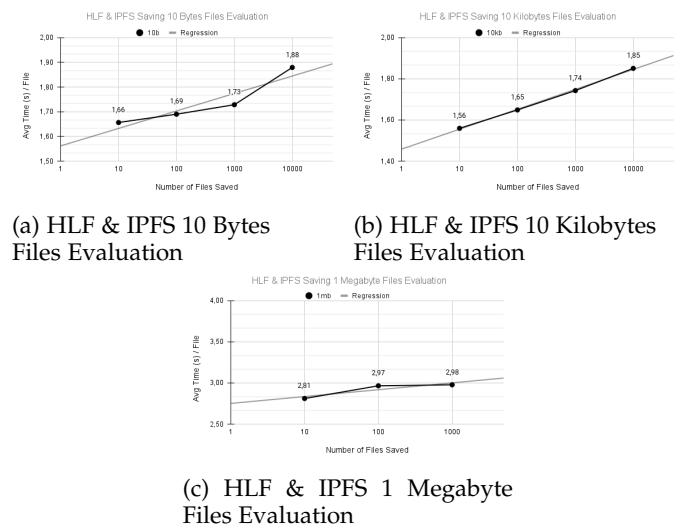 HLF & IPFS Saving 10 Bytes Files Evaluation
10b Regression
2,00
1,90
1,80
1,70
1,60
1,50
Avg Time (s) / File
1,66
1,69
1,73
1,88
1 10 100 1000 10000
Number of Files Saved
(a) HLF & IPFS 10 Bytes
Files Evaluation
HLF & IPFS Saving 10 Kilobytes Files Evaluation
10kb Regression
2,00
1,80
1,60
1,40
Avg Time (s) / File
1,56
1,65
1,74
1,85
1 10 100 1000 10000
Number of Files Saved
(b) HLF & IPFS 10 Kilobytes
Files Evaluation
HLF & IPFS Saving 1 Megabyte Files Evaluation
1mb Regression
4,00
3,00
2,50
Avg Time (s) / File
2,81
2,97
2,98
1 10 100 1000
Number of Files Saved
(c) HLF & IPFS 1 Megabyte
Files Evaluation